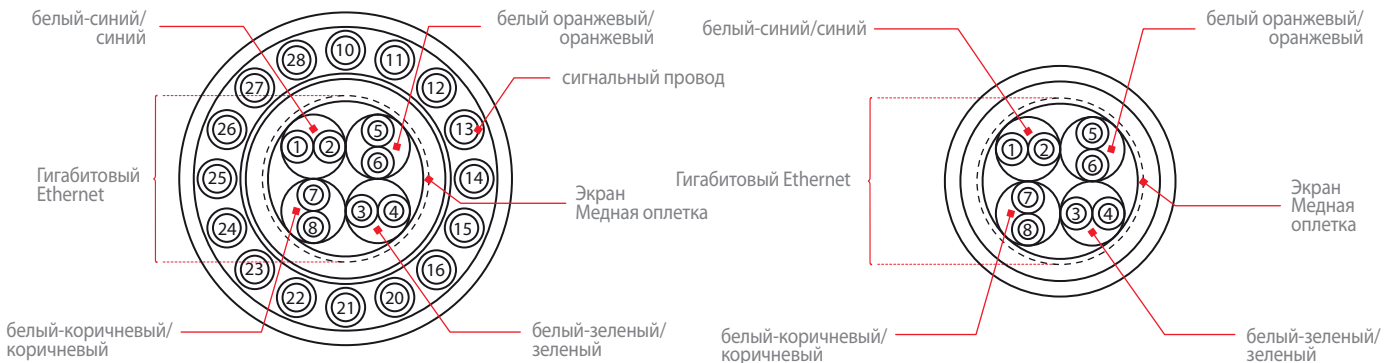 белый-синий/
синий
белый оранжевый/
оранжевый
сигнальный провод
28
10
11
27
12
26
13
25
14
24
15
23
16
22
21
20
1
2
5
6
7
8
3
4
Гигабитовый
Ethernet
Экран
Медная оплетка
белый-коричневый/
коричневый
белый-зеленый/
зеленый
белый-синий/синий
белый оранжевый/
оранжевый
1
2
5
6
7
8
3
4
Гигабитовый Ethernet
Экран
Медная
оплетка
белый-коричневый/
коричневый
белый-зеленый/
зеленый